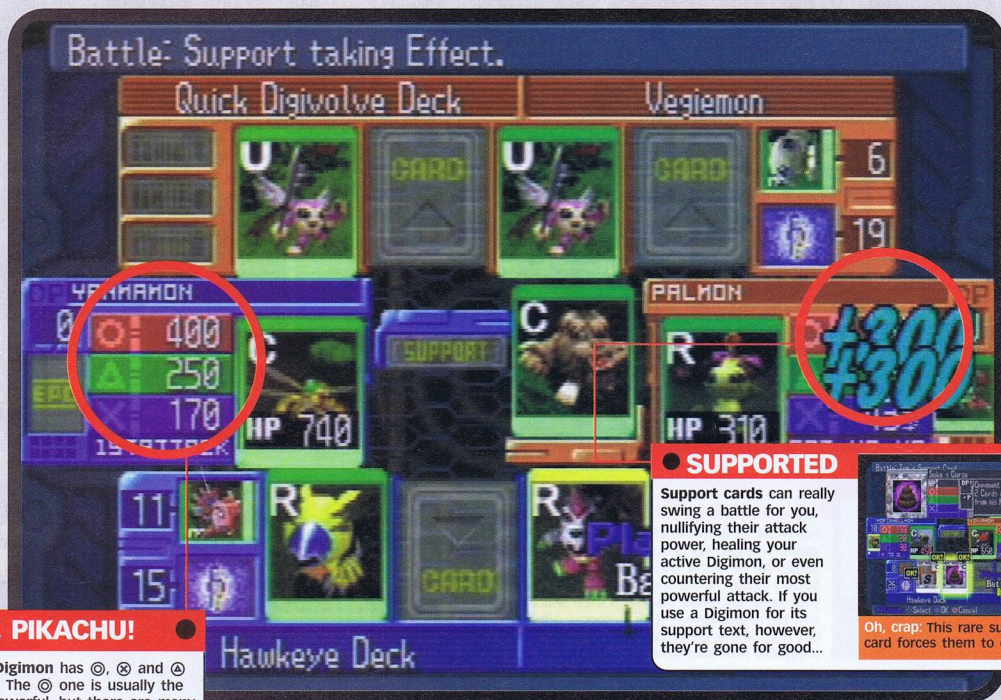 Battle: Support taking Effect.
Quick Digivolve Deck
Vegiemon
U
CARD
U
CARD
6
19
YANMAMON
0
400
250
170
1ST ATTACK
C
HP 740
SUPPORT
C
PALMON
DP
R
HP 310
+300
+300
11
15
R
CARD
R
Hawkeye Deck
PIKACHU!
Digimon has ◎, ⊗ and
The ◎ one is usually the
● SUPPORTED
Support cards can really
swing a battle for you,
nullifying their attack
power, healing your
active Digimon, or even
countering their most
powerful attack. If you
use a Digimon for its
support text, however,
they're gone for good...
Oh, crap: This rare
card forces them to